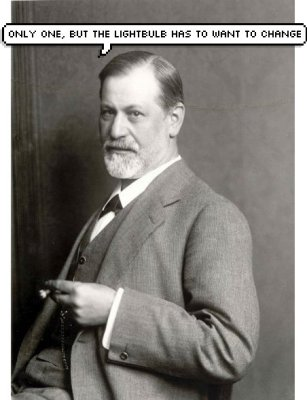 ONLY ONE, BUT THE LIGHTBULB HAS TO WANT TO CHANGE